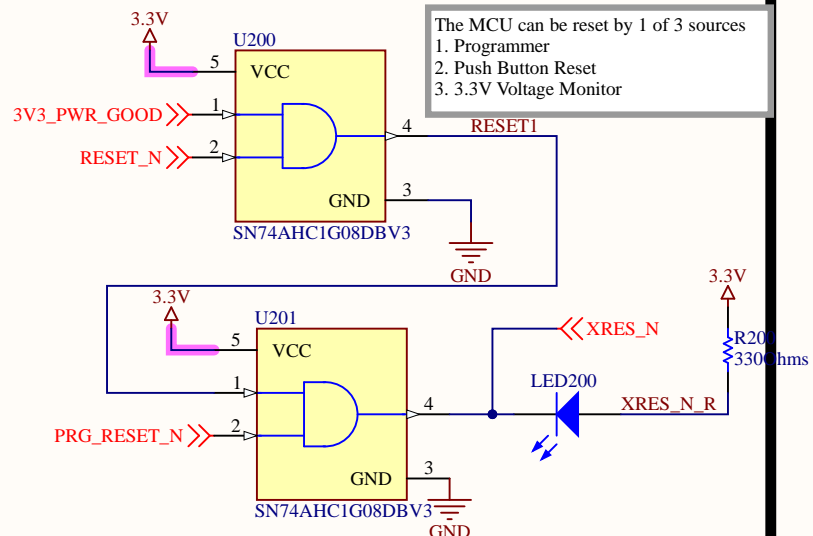 The MCU can be reset by 1 of 3 sources
1. Programmer
2. Push Button Reset
3. 3.3V Voltage Monitor
3.3V
U200
5 VCC
3V3_PWR_GOOD 1
4 RESET1
RESET_N 2
GND 3
SN74AHC1G08DBV3
GND
3.3V
3.3V
U201
XRES_N
5 VCC
330Ohms
LED200
1
4
XRES_N_R
PRG_RESET_N 2
GND 3
SN74AHC1G08DBV3
GND